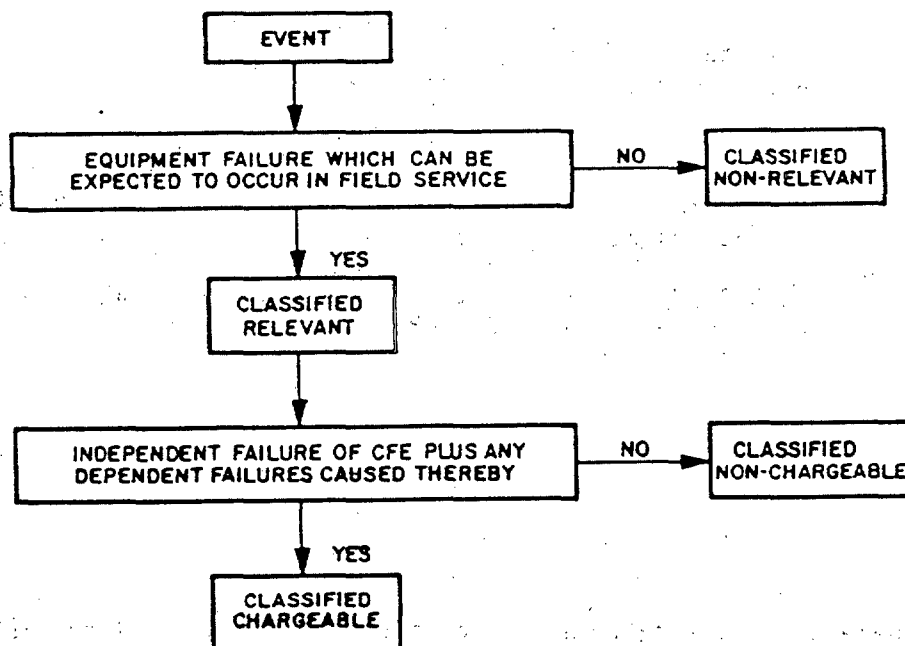 EVENT
EQUIPMENT FAILURE WHICH CAN BE
EXPECTED TO OCCUR IN FIELD SERVICE
NO
CLASSIFIED
NON-RELEVANT
YES
CLASSIFIED
RELEVANT
INDEPENDENT FAILURE OF CFE PLUS ANY
DEPENDENT FAILURES CAUSED THEREBY
NO
CLASSIFIED
NON-CHARGEABLE
YES
CLASSIFIED
CHARGEABLE